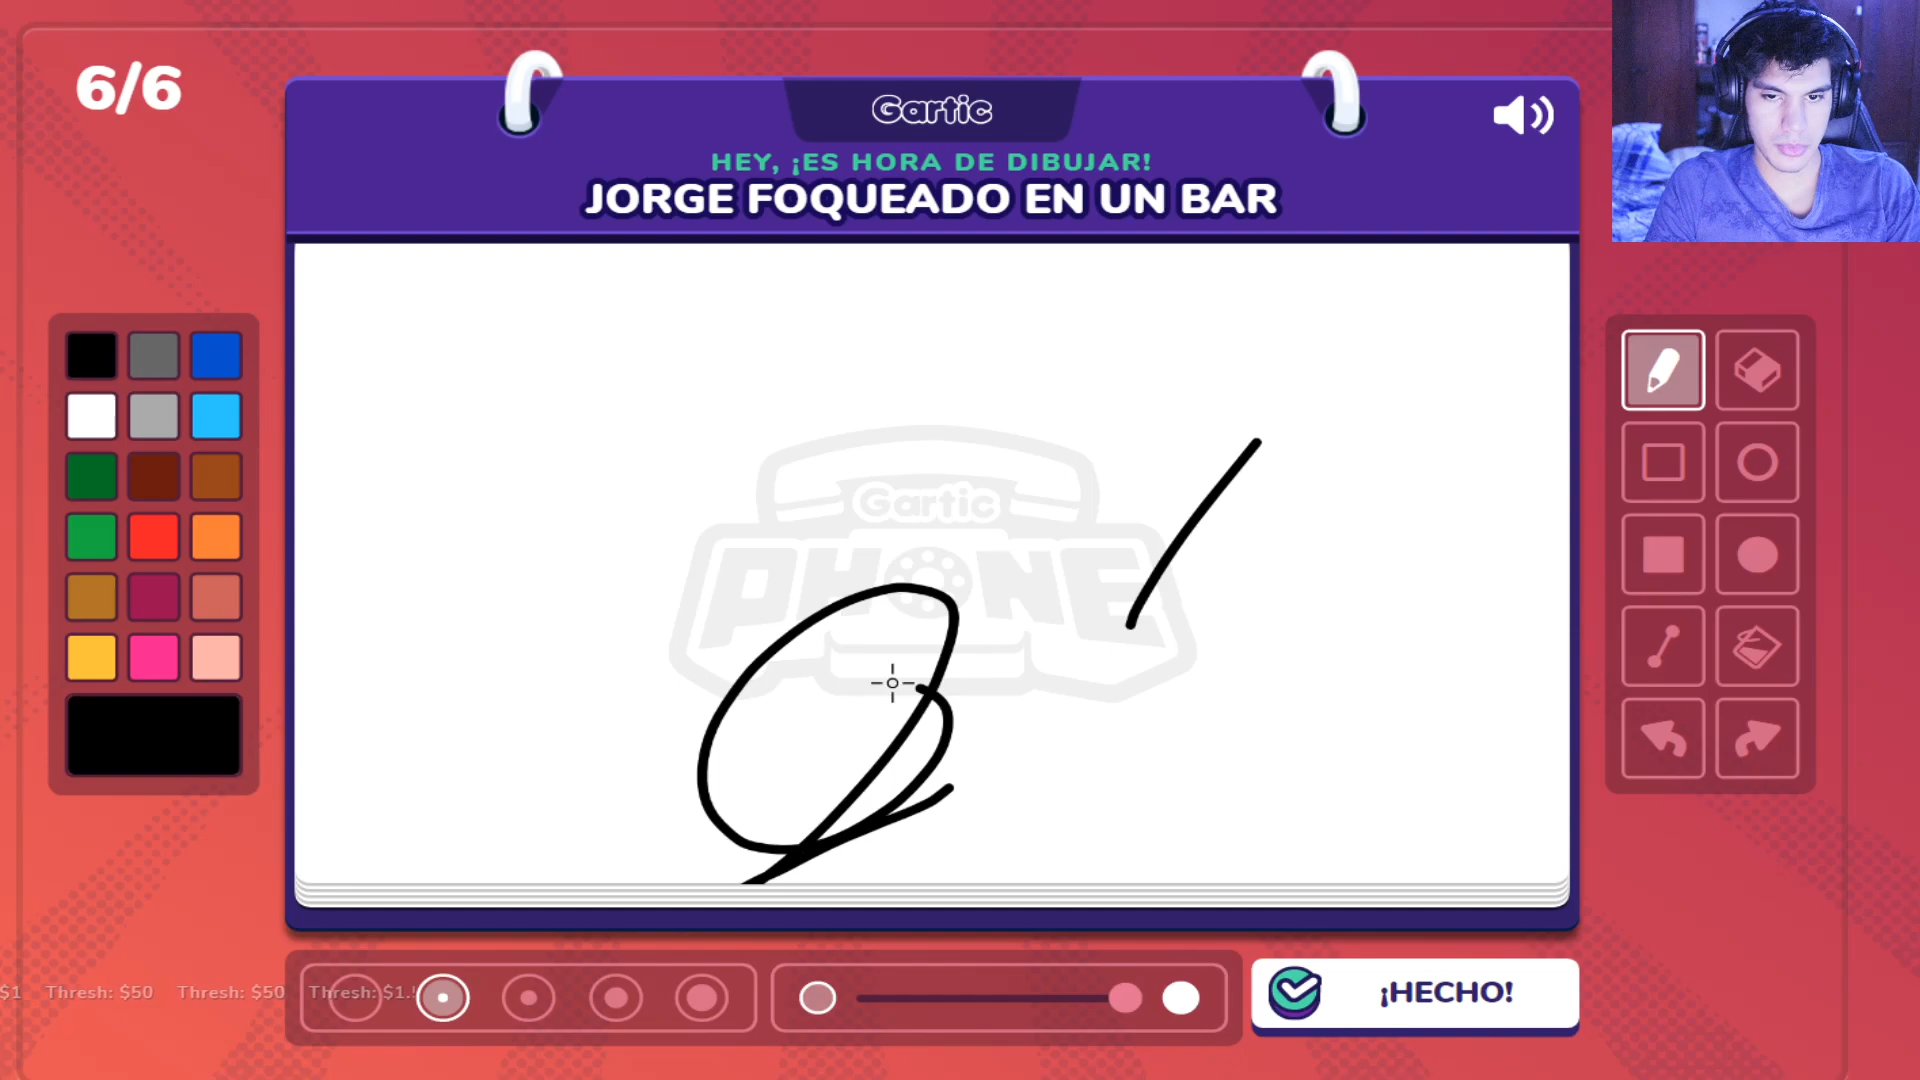 6/6
Gartic
HEY, ¡ES HORA DE DIBUJAR!
JORGE FOQUEADO EN UN BAR
Gartic
PHONE
$1 Thresh: $50 Thresh: $50 Thresh: $1.5
¡HECHO!